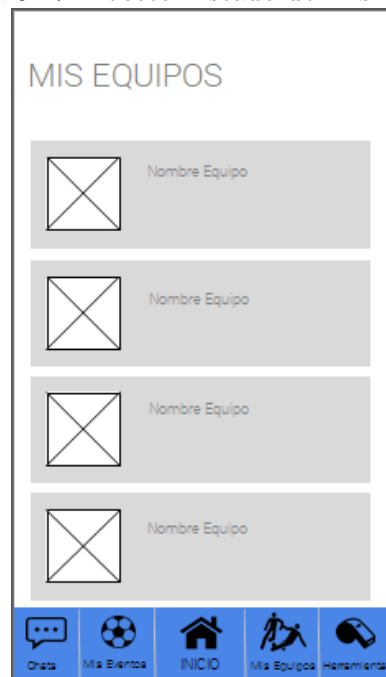 MIS EQUIPOS
Nombre Equipo
Nombre Equipo
Nombre Equipo
Nombre Equipo
Chats
Mis Eventos
INICIO
Mis Equipos
Herramienta